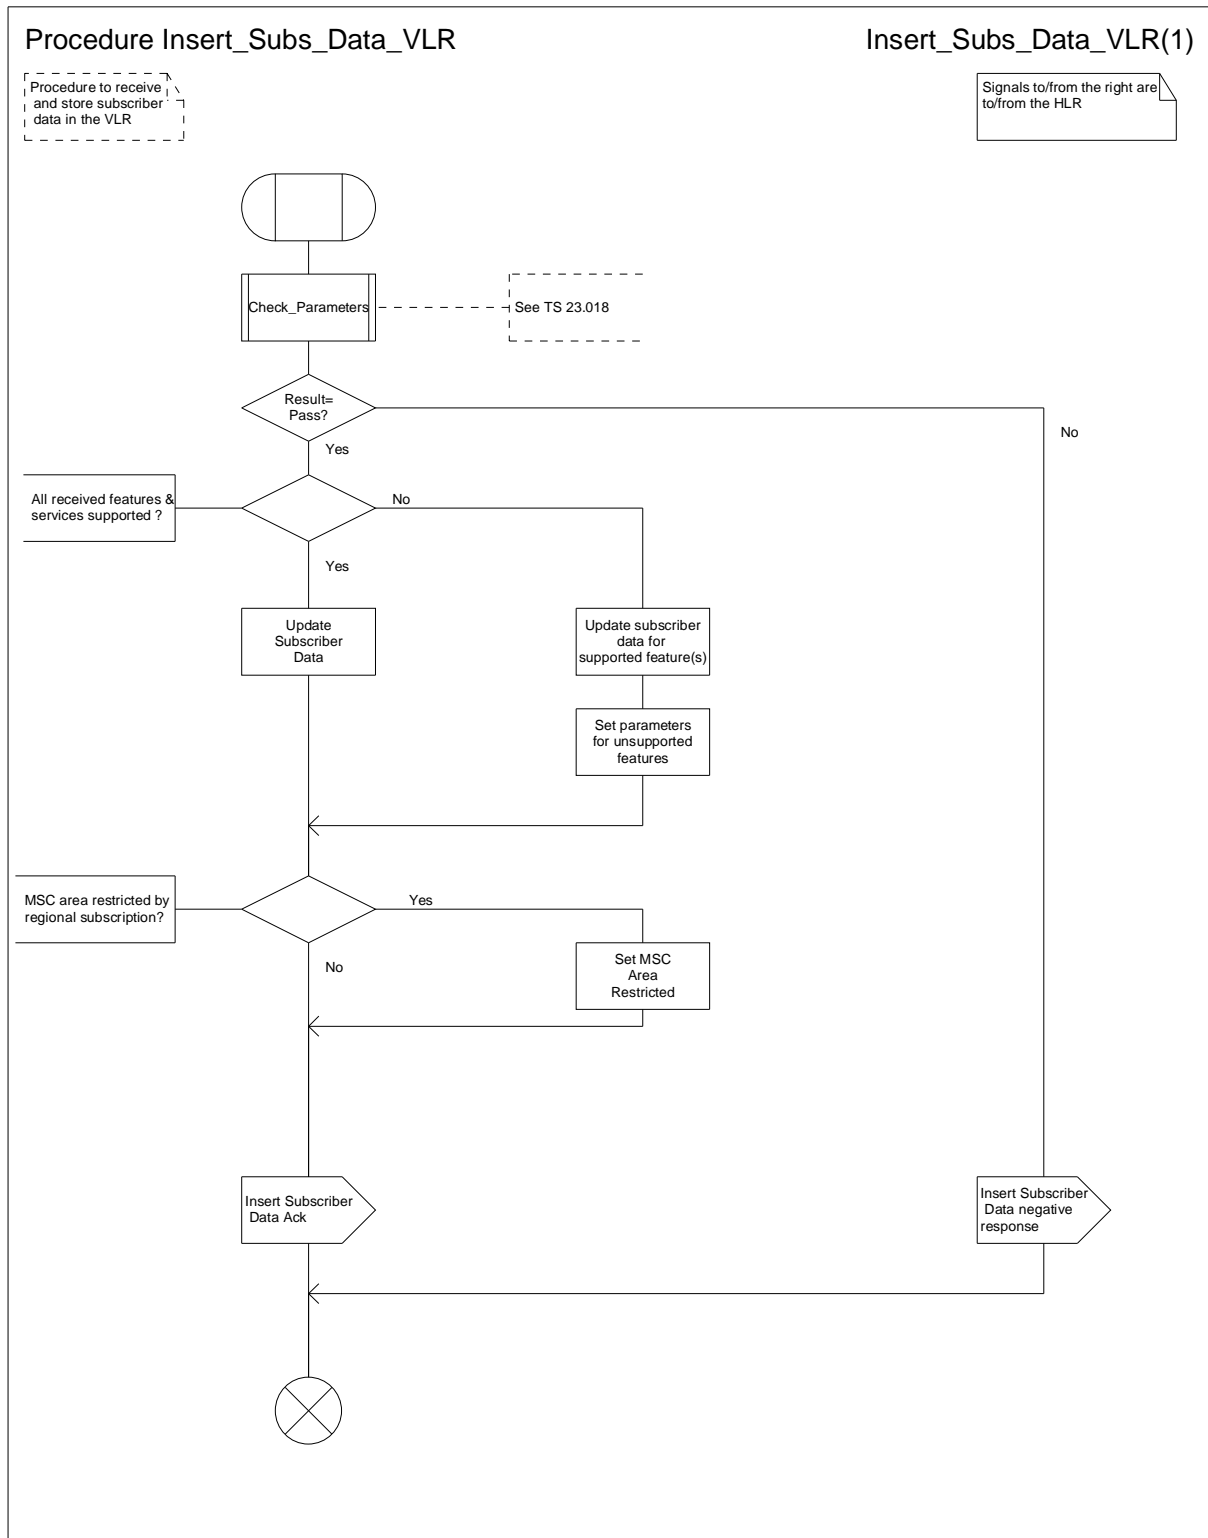 Procedure Insert_Subs_Data_VLR
Insert_Subs_Data_VLR(1)
Procedure to receive
and store subscriber
data in the VLR
Signals to/from the right are
to/from the HLR
Check_Parameters
See TS 23.018
Result=
Pass?
No
Yes
All received features &
services supported ?
No
Yes
Update
Subscriber
Data
Update subscriber
data for
supported feature(s)
Set parameters
for unsupported
features
MSC area restricted by
regional subscription?
Yes
No
Set MSC
Area
Restricted
Insert Subscriber
Data Ack
Insert Subscriber
Data negative
response